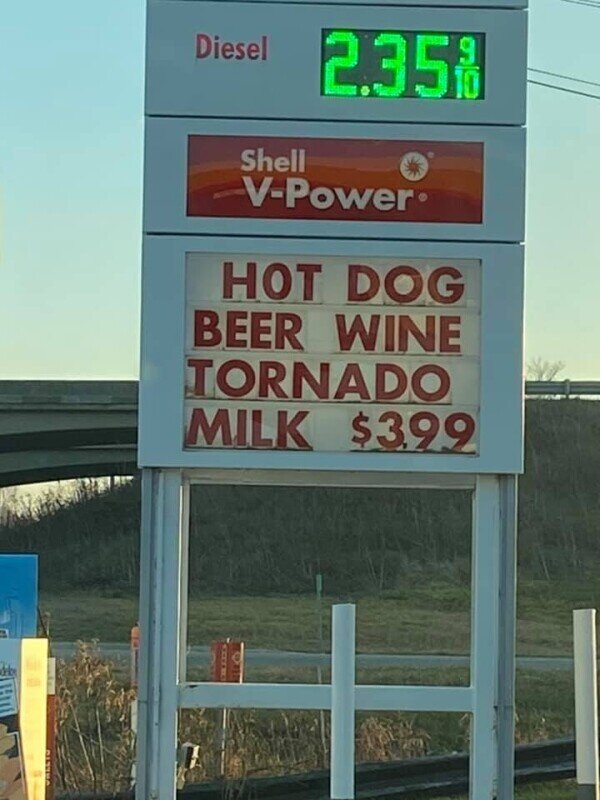 Diesel 2.35 9/10
Shell
V-Power
HOT DOG
BEER WINE
TORNADO
MILK $3.99